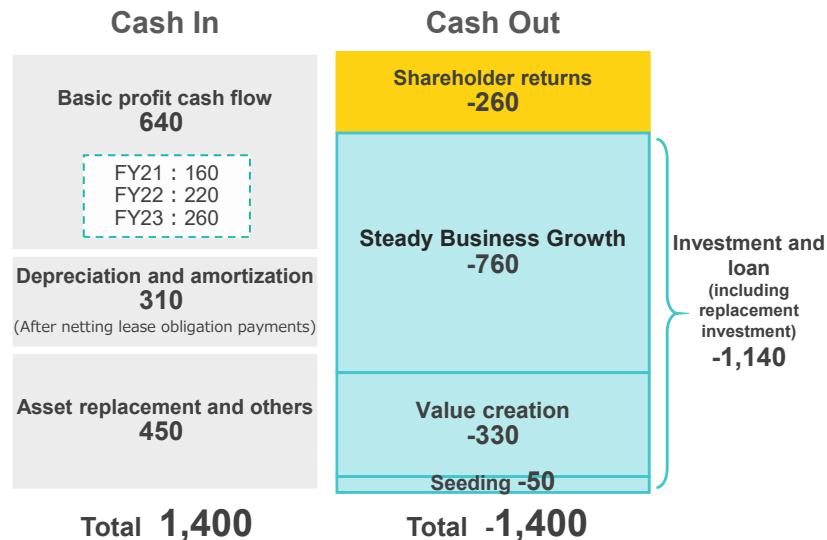 Cash In
Basic profit cash flow
640
FY21：160
FY22：220
FY23：260
Depreciation and amortization
310
(After netting lease obligation payments)
Asset replacement and others
450
Total 1,400
Cash Out
Shareholder returns
-260
Steady Business Growth
-760
Value creation
-330
Seeding -50
Total -1,400
Investment and
loan
(including
replacement
investment)
-1,140